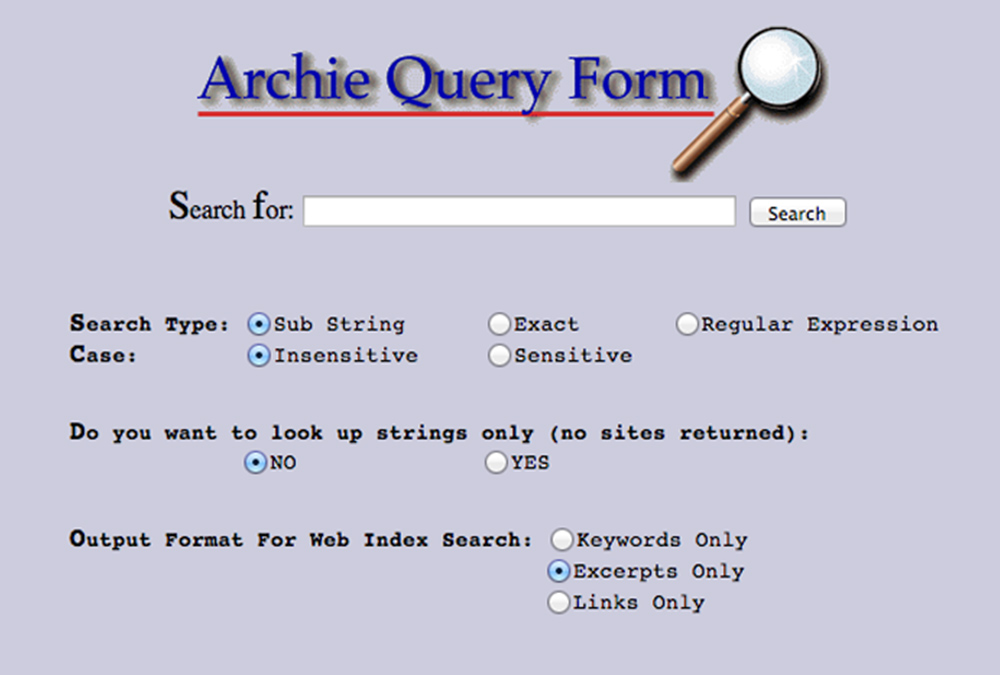 Archie Query Form
Search for: Search
Search Type: Sub String Exact Regular Expression
Case: Insensitive Sensitive
Do you want to look up strings only (no sites returned):
NO YES
Output Format For Web Index Search: Keywords Only
Excerpts Only
Links Only